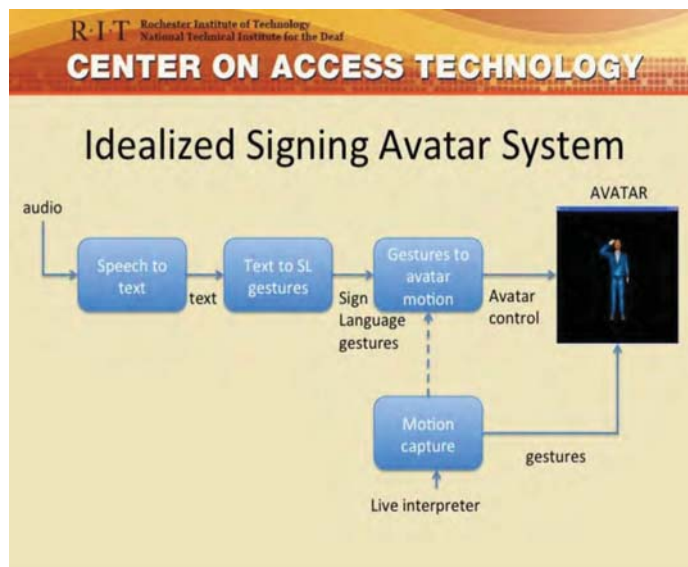 R·I·T Rochester Institute of Technology
National Technical Institute for the Deaf
CENTER ON ACCESS TECHNOLOGY
Idealized Signing Avatar System
AVATAR
audio
Speech to
text
text
Text to SL
gestures
Sign
Language
gestures
Gestures to
avatar
motion
Avatar
control
Motion
capture
gestures
Live interpreter